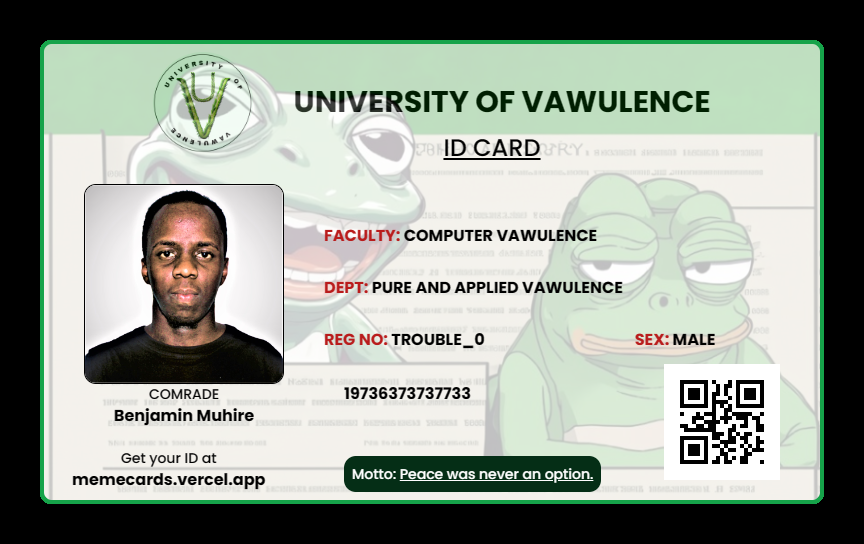 UNIVERSITY OF VAWULENCE
UNIVERSITY OF VAWULENCE
ID CARD
FACULTY: COMPUTER VAWULENCE
DEPT: PURE AND APPLIED VAWULENCE
REG NO: TROUBLE_0 SEX: MALE
19736373737733
COMRADE
Benjamin Muhire
Get your ID at
memecards.vercel.app
Motto: Peace was never an option.